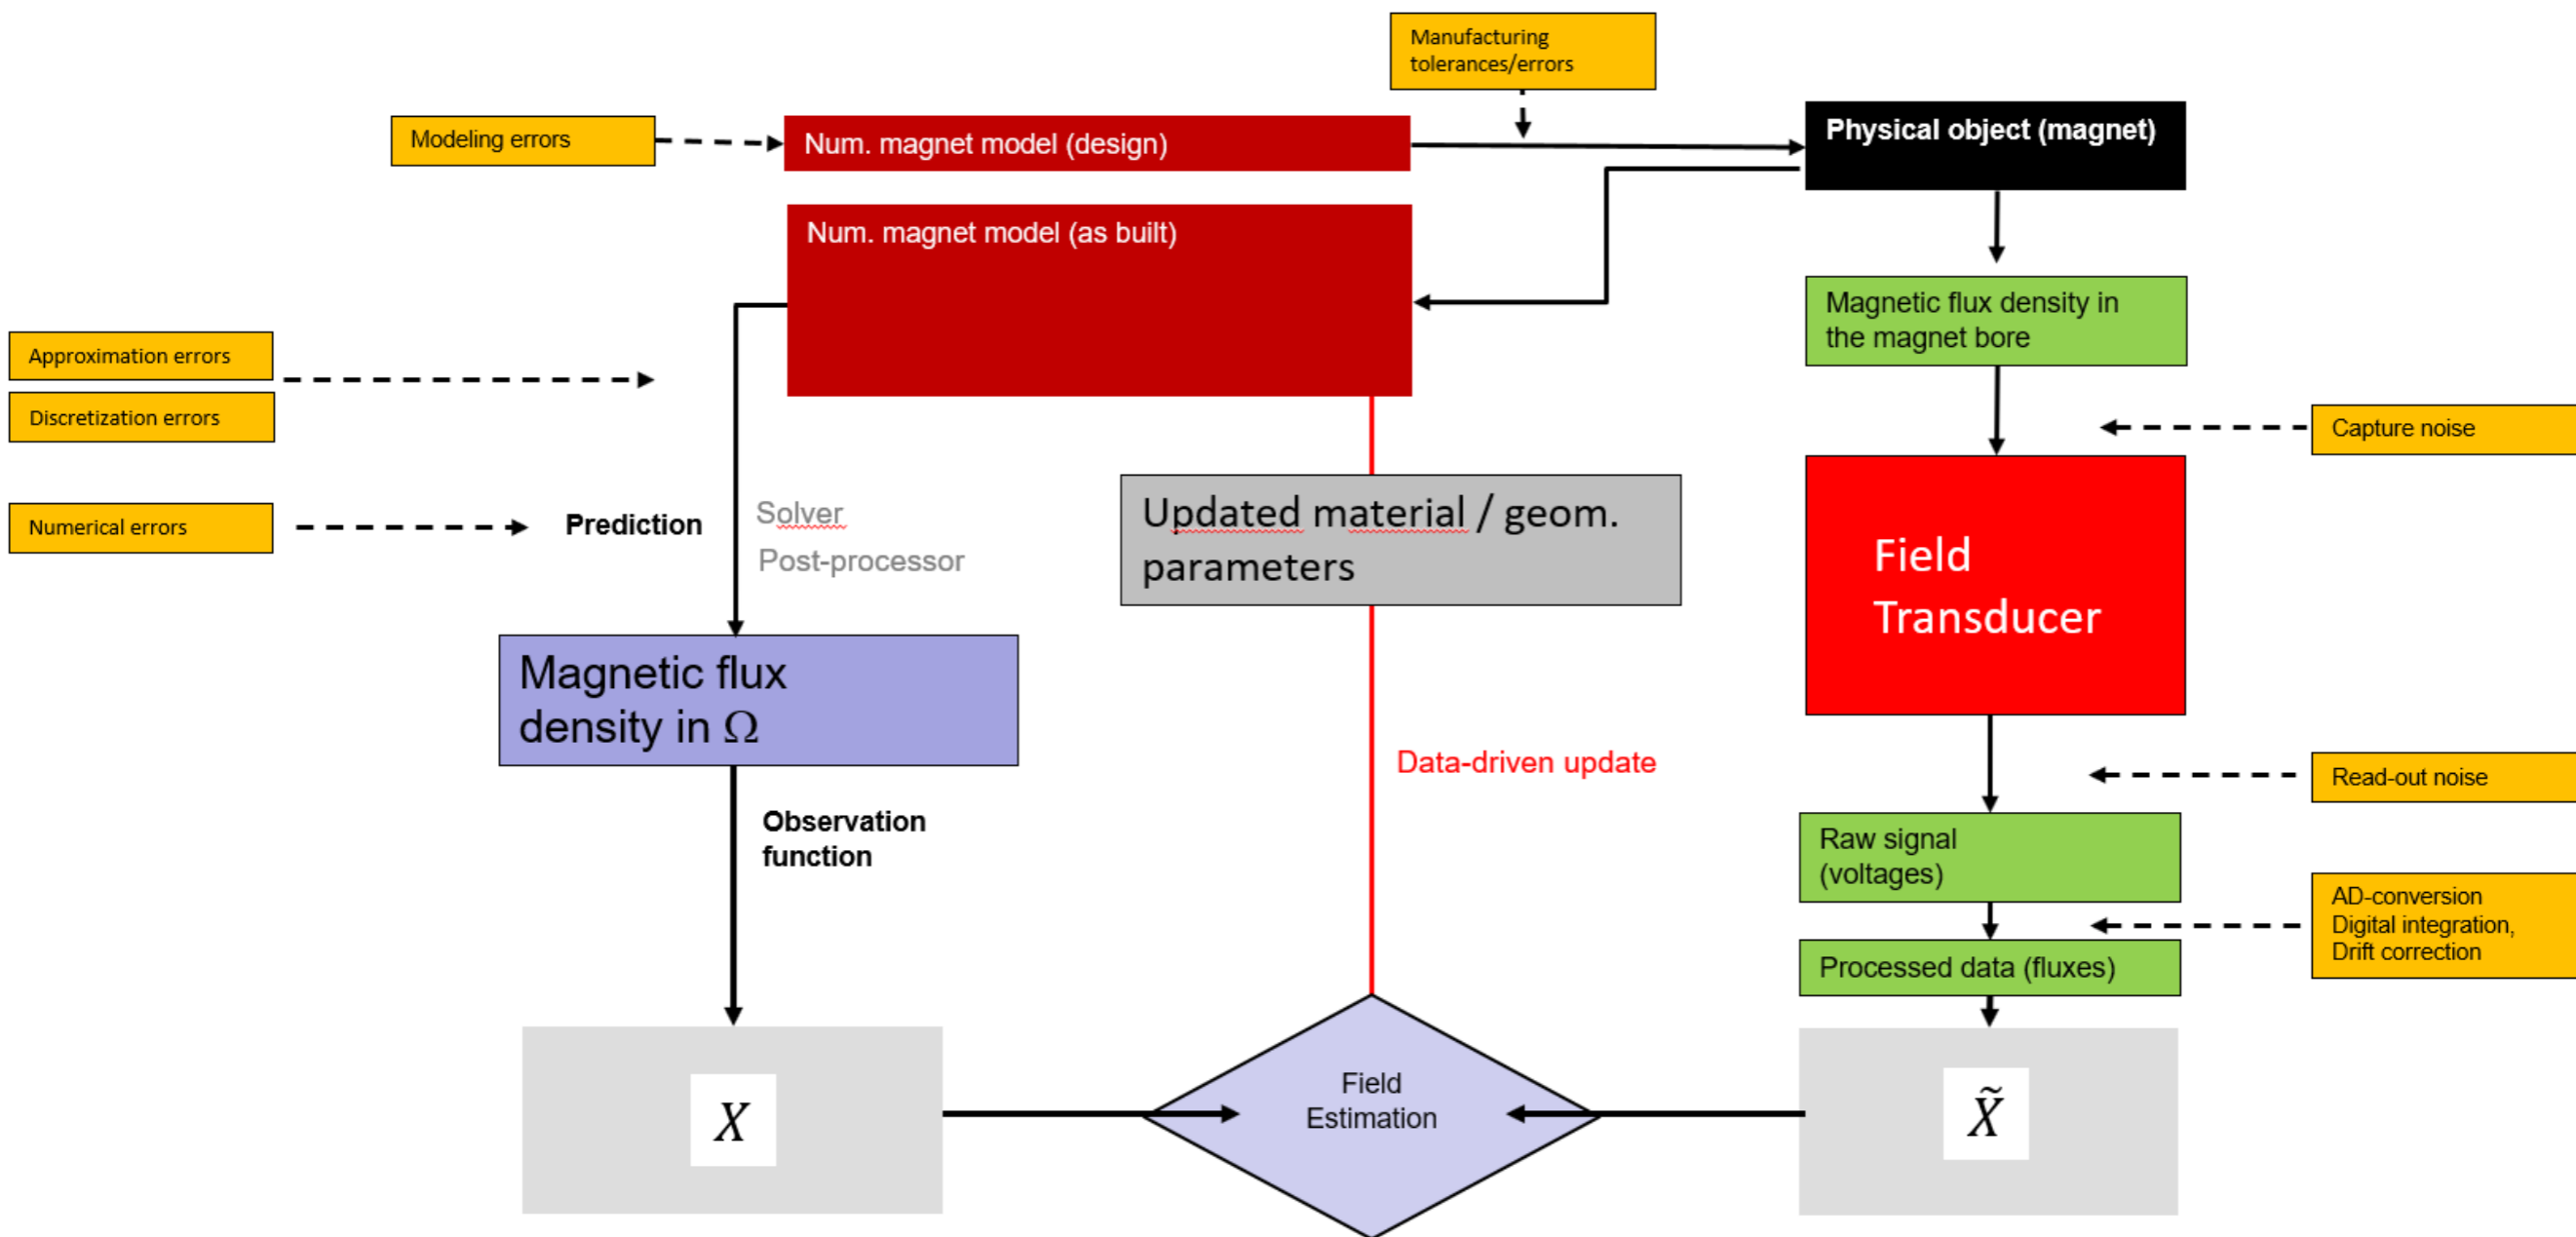 Manufacturing
tolerances/errors
Modeling errors
Num. magnet model (design)
Physical object (magnet)
Num. magnet model (as built)
Magnetic flux density in
the magnet bore
Approximation errors
Discretization errors
Capture noise
Numerical errors
Prediction
Solver
Post-processor
Updated material / geom.
parameters
Field
Transducer
Magnetic flux
density in Ω
Data-driven update
Read-out noise
Observation
function
Raw signal
(voltages)
AD-conversion
Digital integration,
Drift correction
Processed data (fluxes)
X
Field
Estimation
X̃